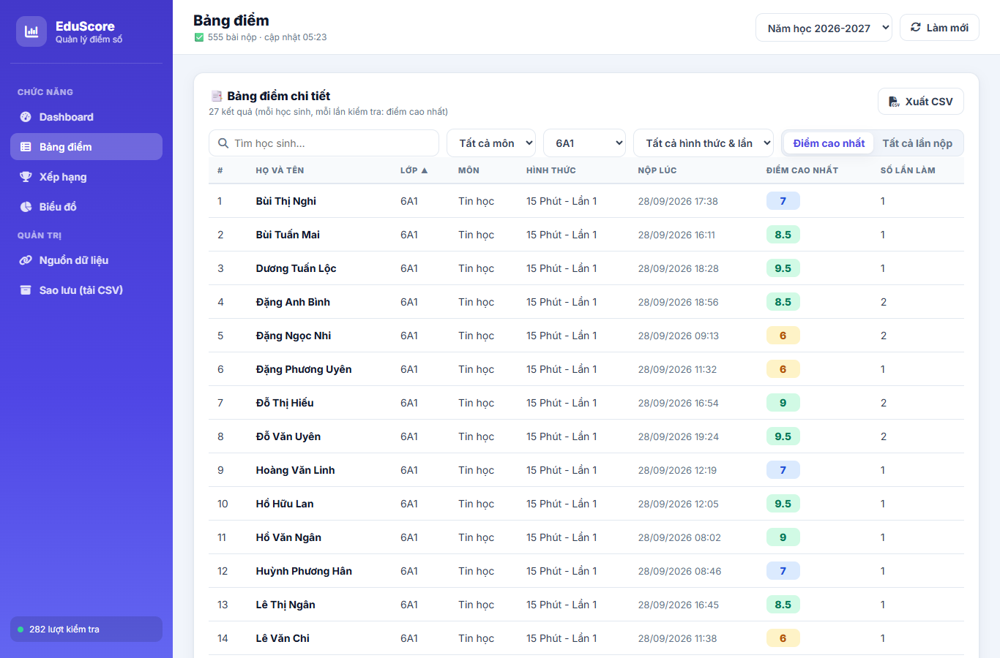 EduScore
Quản lý điểm số
CHỨC NĂNG
Dashboard
Bảng điểm
Xếp hạng
Biểu đồ
QUẢN TRỊ
Nguồn dữ liệu
Sao lưu (tải CSV)
282 lượt kiểm tra
Bảng điểm
✅ 555 bài nộp · cập nhật 05:23
Năm học 2026-2027
Làm mới
Bảng điểm chi tiết
27 kết quả (mỗi học sinh, mỗi lần kiểm tra: điểm cao nhất)
CSV Xuất CSV
Tìm học sinh... Tất cả môn 6A1 Tất cả hình thức & lần Điểm cao nhất Tất cả lần nộp
# HỌ VÀ TÊN LỚP ▲ MÔN HÌNH THỨC NỘP LÚC ĐIỂM CAO NHẤT SỐ LẦN LÀM
1 Bùi Thị Nghi 6A1 Tin học 15 Phút - Lần 1 28/09/2026 17:38 7 1
2 Bùi Tuấn Mai 6A1 Tin học 15 Phút - Lần 1 28/09/2026 16:11 8.5 1
3 Dương Tuấn Lộc 6A1 Tin học 15 Phút - Lần 1 28/09/2026 18:28 9.5 1
4 Đặng Anh Bình 6A1 Tin học 15 Phút - Lần 1 28/09/2026 18:56 8.5 2
5 Đặng Ngọc Nhi 6A1 Tin học 15 Phút - Lần 1 28/09/2026 09:13 6 2
6 Đặng Phương Uyên 6A1 Tin học 15 Phút - Lần 1 28/09/2026 11:32 6 1
7 Đỗ Thị Hiếu 6A1 Tin học 15 Phút - Lần 1 28/09/2026 16:54 9 2
8 Đỗ Văn Uyên 6A1 Tin học 15 Phút - Lần 1 28/09/2026 19:24 9.5 2
9 Hoàng Văn Linh 6A1 Tin học 15 Phút - Lần 1 28/09/2026 12:19 7 1
10 Hồ Hữu Lan 6A1 Tin học 15 Phút - Lần 1 28/09/2026 12:05 9.5 1
11 Hồ Văn Ngân 6A1 Tin học 15 Phút - Lần 1 28/09/2026 08:02 9 1
12 Huỳnh Phương Hân 6A1 Tin học 15 Phút - Lần 1 28/09/2026 08:46 7 1
13 Lê Thị Ngân 6A1 Tin học 15 Phút - Lần 1 28/09/2026 16:45 8.5 1
14 Lê Văn Chi 6A1 Tin học 15 Phút - Lần 1 28/09/2026 11:38 6 1